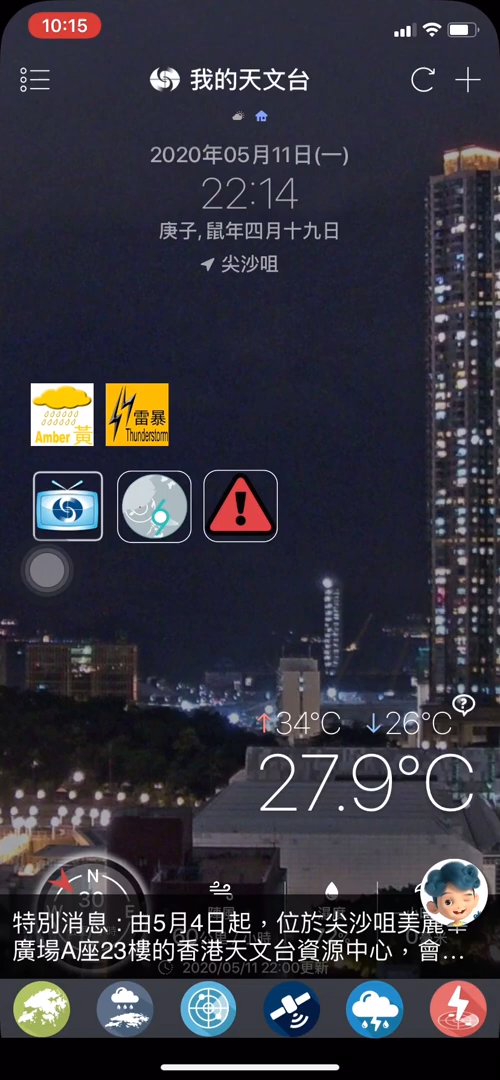 10:15
我的天文台
2020年05月11日(一)
22:14
庚子, 鼠年四月十九日
尖沙咀
Amber 黃
雷暴
Thunderstorm
↑34°C ↓26°C
27.9°C
N
30
W E
特別消息：由5月4日起，位於尖沙咀美麗華
廣場A座23樓的香港天文台資源中心，會...
2020/05/11 22:00更新